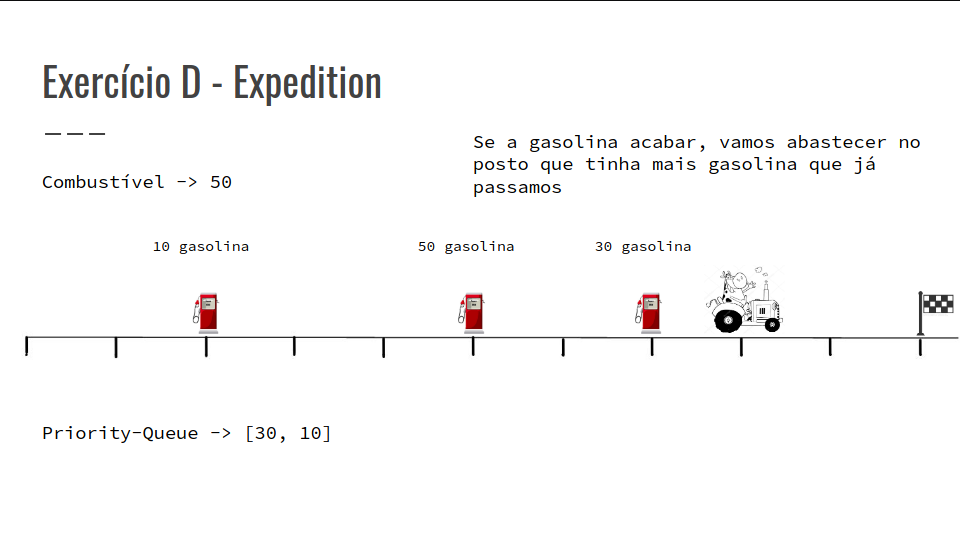 Exercício D - Expedition
Se a gasolina acabar, vamos abastecer no
posto que tinha mais gasolina que já
passamos
Combustível -> 50
10 gasolina
50 gasolina
30 gasolina
Priority-Queue -> [30, 10]